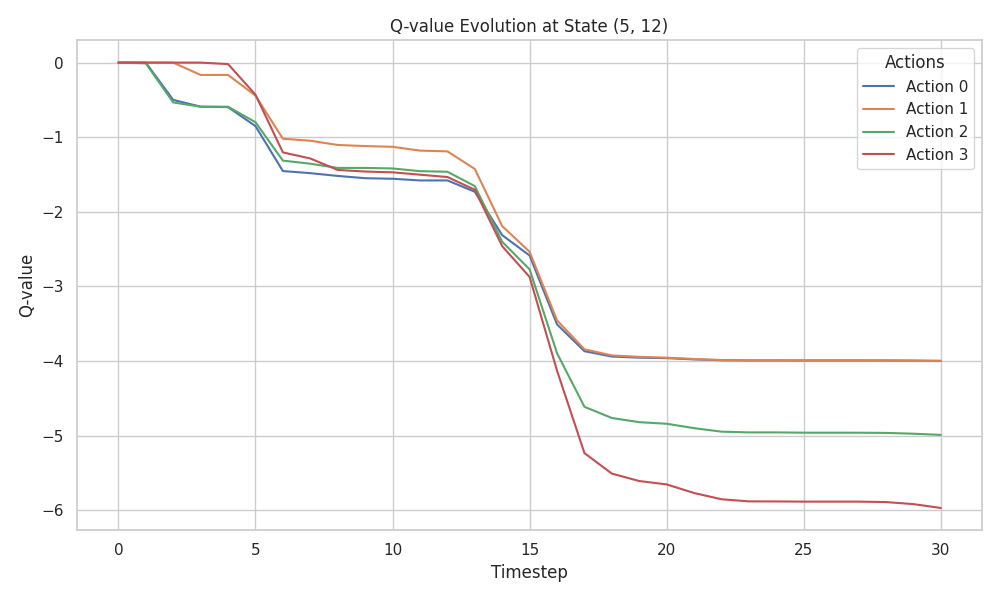 Q-value Evolution at State (5, 12)
Actions
Action 0
Action 1
Action 2
Action 3
Q-value
0
−1
−2
−3
−4
−5
−6
0 5 10 15 20 25 30
Timestep